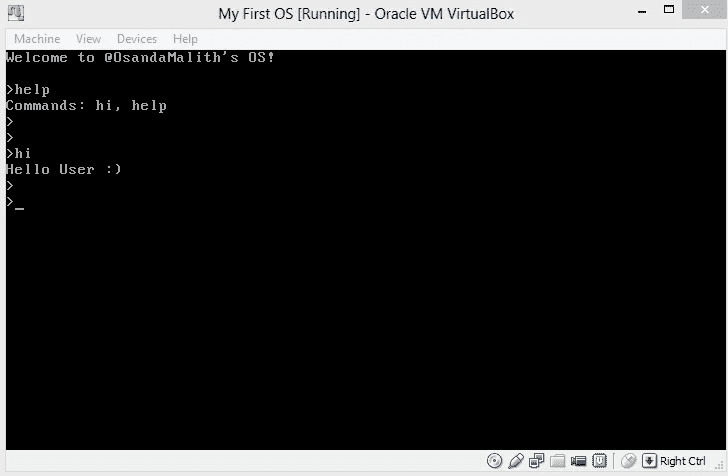 My First OS [Running] - Oracle VM VirtualBox
Machine View Devices Help
Welcome to @OsandaMalith's OS!
>help
Commands: hi, help
>
>
>hi
Hello User :)
>
>_
Right Ctrl